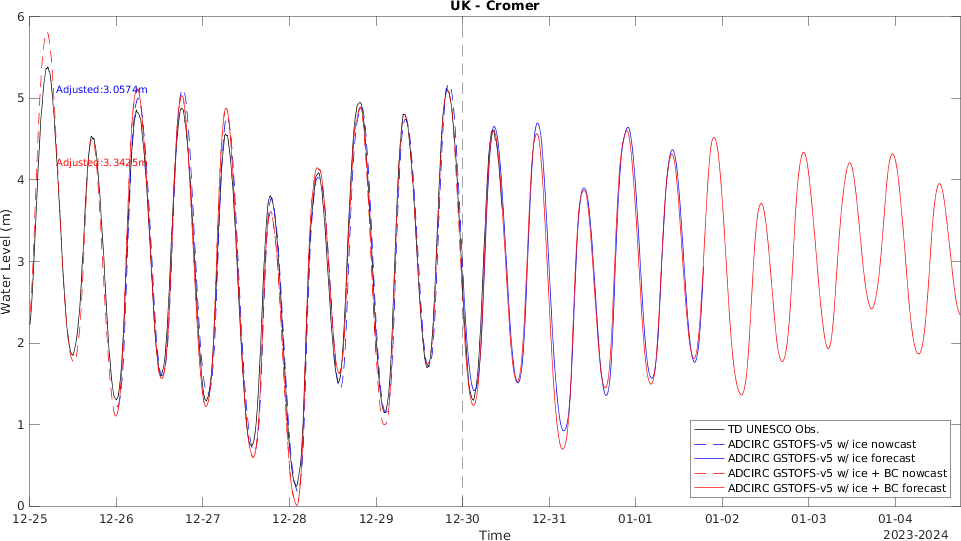 UK - Cromer
6
5
4
3
2
1
0
Water Level (m)
Adjusted:3.0574m
Adjusted:3.3425m
TD UNESCO Obs.
ADCIRC GSTOFS-v5 w/ ice nowcast
ADCIRC GSTOFS-v5 w/ ice forecast
ADCIRC GSTOFS-v5 w/ ice + BC nowcast
ADCIRC GSTOFS-v5 w/ ice + BC forecast
12-25 12-26 12-27 12-28 12-29 12-30 12-31 01-01 01-02 01-03 01-04
Time
2023-2024